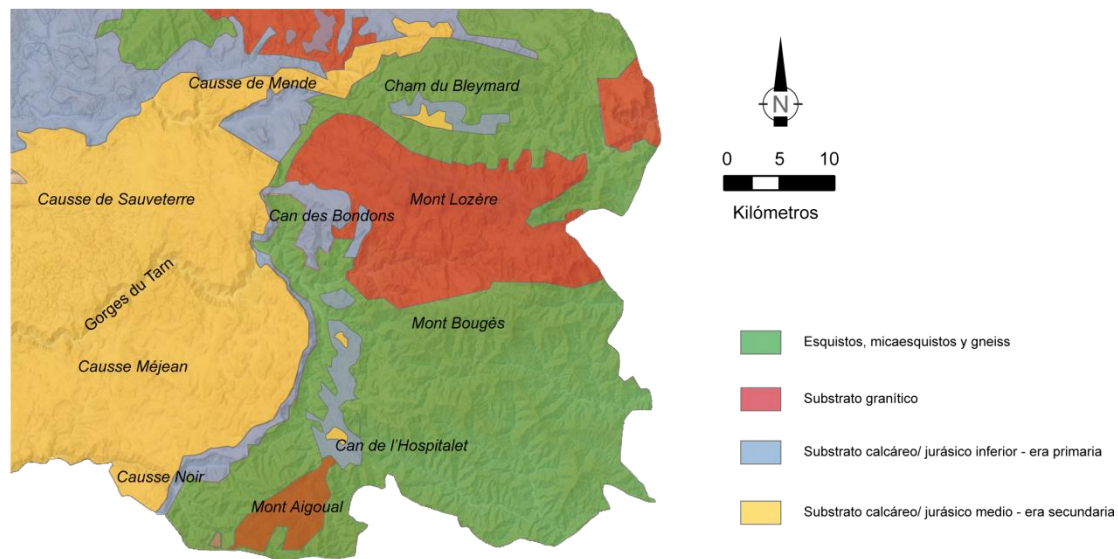 Causse de Mende
Cham du Bleymard
N
0 5 10
Kilómetros
Causse de Sauveterre
Mont Lozère
Can des Bondons
Gorges du Tarn
Mont Bougès
Causse Méjean
Can de l'Hospitalet
Causse Noir
Mont Aigoual
Esquistos, micaesquistos y gneiss
Substrato granítico
Substrato calcáreo/ jurásico inferior - era primaria
Substrato calcáreo/ jurásico medio - era secundaria